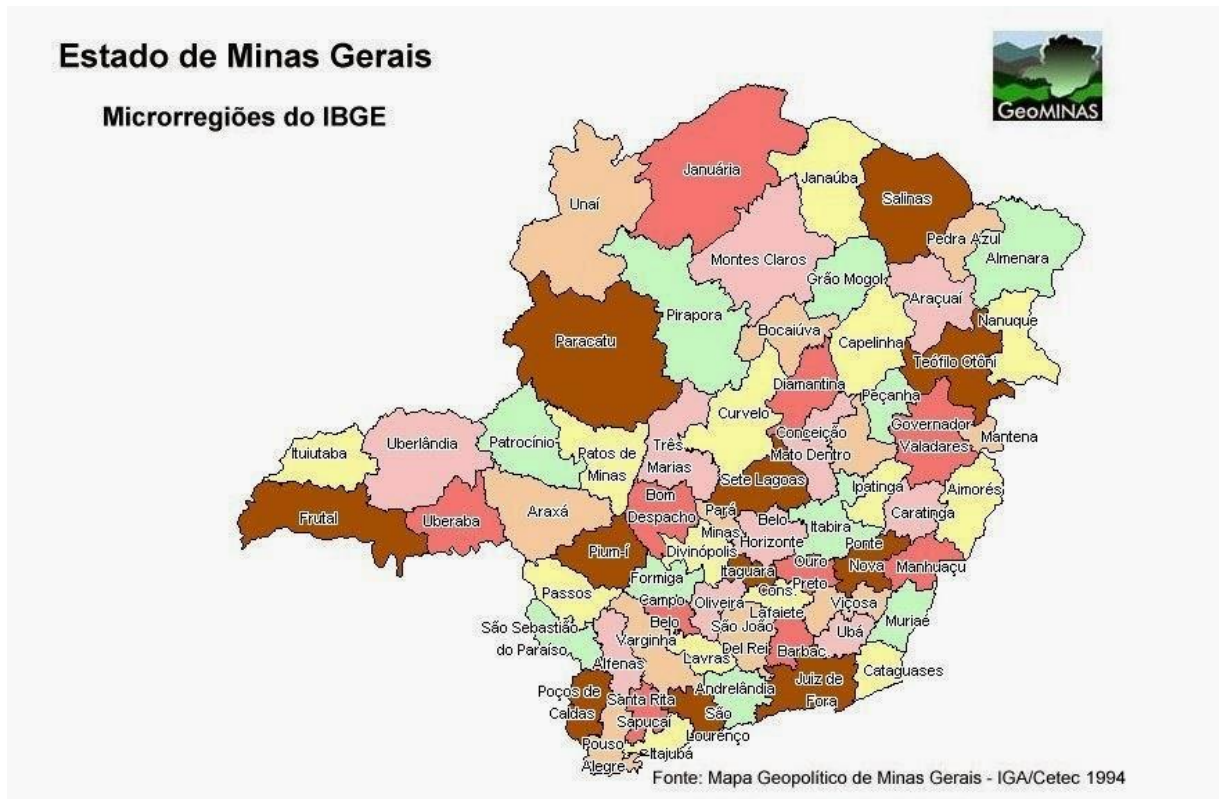 Estado de Minas Gerais
Microrregiões do IBGE
GeoMINAS
Januária
Janaúba
Salinas
Unaí
Pedra Azul
Almenara
Montes Claros
Grão Mogol
Araçuaí
Pirapora
Nanuque
Bocaiúva
Paracatu
Capelinha
Teófilo Otôni
Diamantina
Peçanha
Curvelo
Governador
Valadares
Mantena
Conceição
Mato Dentro
Uberlândia
Patrocínio
Três
Marias
Ituiutaba
Patos de
Minas
Sete Lagoas
Ipatinga
Aimorés
Bom
Despacho
Pará
Minas
Belo
Horizonte
Caratinga
Araxá
Frutal
Uberaba
Itabira
Ponte
Nova
Pium-í
Divinópolis
Ouro
Preto
Manhuaçu
Itaguara
Formiga
Passos
Cons.
Lafaiete
Campo
Belo
Oliveira
Viçosa
São Sebastião
do Paraíso
São João
Del Rei
Muriaé
Ubá
Varginha
Barbác.
Lavras
Alfenas
Cataguases
Poços de
Caldas
Andrelândia
Juiz de
Fora
Santa Rita
Sapucaí
São
Lourenço
Pouso
Alegre
Itajubá
Fonte: Mapa Geopolítico de Minas Gerais - IGA/Cetec 1994